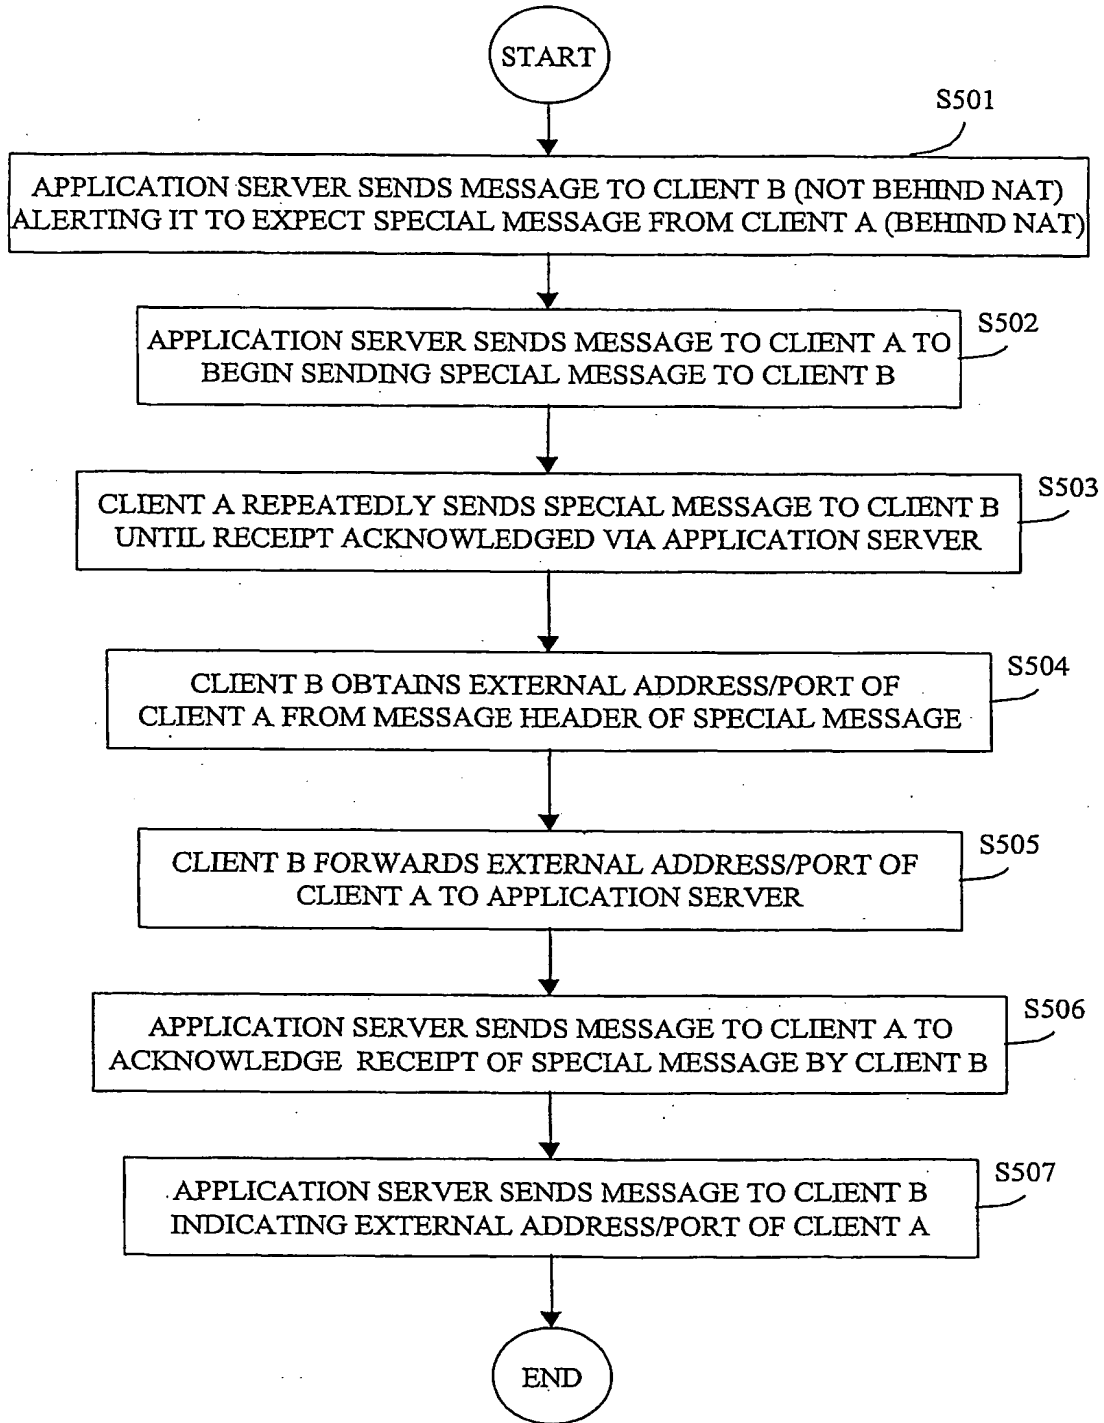 START
S501
APPLICATION SERVER SENDS MESSAGE TO CLIENT B (NOT BEHIND NAT)
ALERTING IT TO EXPECT SPECIAL MESSAGE FROM CLIENT A (BEHIND NAT)
S502
APPLICATION SERVER SENDS MESSAGE TO CLIENT A TO
BEGIN SENDING SPECIAL MESSAGE TO CLIENT B
S503
CLIENT A REPEATEDLY SENDS SPECIAL MESSAGE TO CLIENT B
UNTIL RECEIPT ACKNOWLEDGED VIA APPLICATION SERVER
S504
CLIENT B OBTAINS EXTERNAL ADDRESS/PORT OF
CLIENT A FROM MESSAGE HEADER OF SPECIAL MESSAGE
S505
CLIENT B FORWARDS EXTERNAL ADDRESS/PORT OF
CLIENT A TO APPLICATION SERVER
S506
APPLICATION SERVER SENDS MESSAGE TO CLIENT A TO
ACKNOWLEDGE RECEIPT OF SPECIAL MESSAGE BY CLIENT B
S507
APPLICATION SERVER SENDS MESSAGE TO CLIENT B
INDICATING EXTERNAL ADDRESS/PORT OF CLIENT A
END